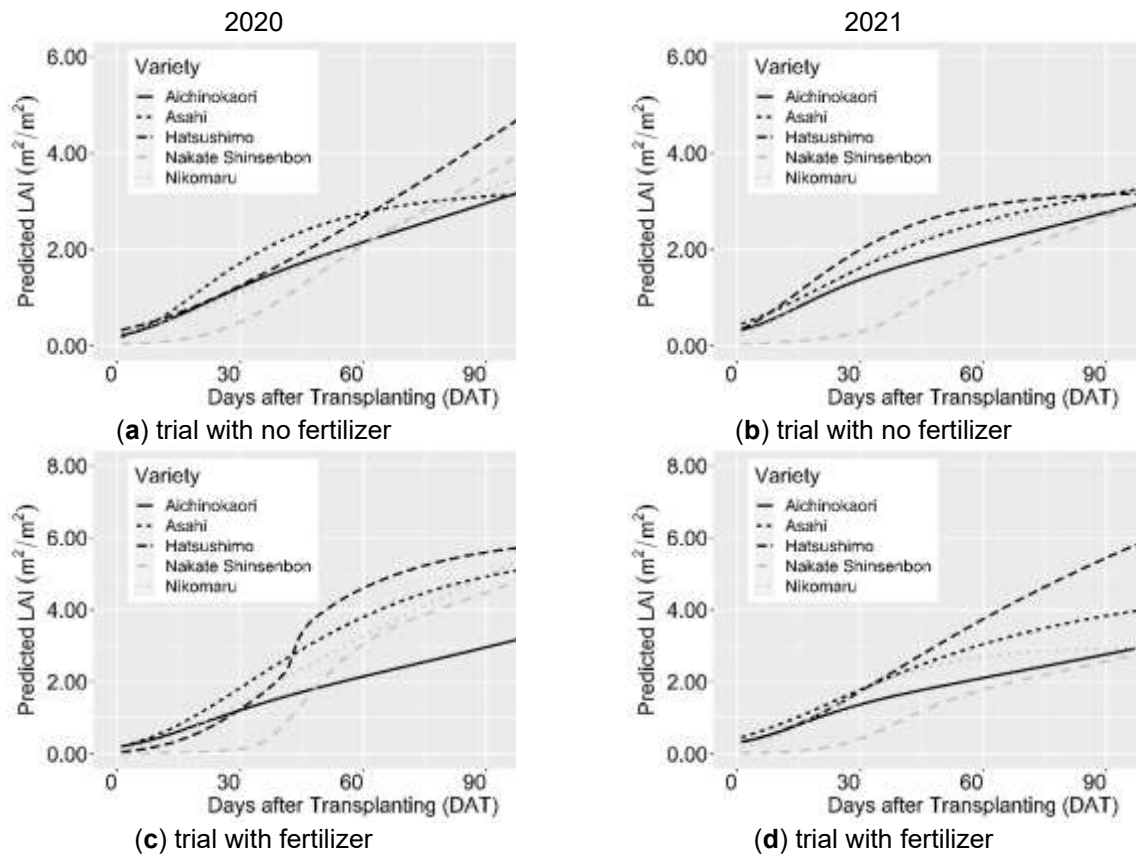 2020
2021
6.00
4.00
2.00
0.00
Predicted LAI (m²/m²)
Variety
Aichinokaori
Asahi
Hatsushimo
Nakate Shinsenbon
Nikomaru
0 30 60 90
Days after Transplanting (DAT)
(a) trial with no fertilizer
6.00
4.00
2.00
0.00
Predicted LAI (m²/m²)
Variety
Aichinokaori
Asahi
Hatsushimo
Nakate Shinsenbon
Nikomaru
0 30 60 90
Days after Transplanting (DAT)
(b) trial with no fertilizer
8.00
6.00
4.00
2.00
0.00
Predicted LAI (m²/m²)
Variety
Aichinokaori
Asahi
Hatsushimo
Nakate Shinsenbon
Nikomaru
0 30 60 90
Days after Transplanting (DAT)
(c) trial with fertilizer
8.00
6.00
4.00
2.00
0.00
Predicted LAI (m²/m²)
Variety
Aichinokaori
Asahi
Hatsushimo
Nakate Shinsenbon
Nikomaru
0 30 60 90
Days after Transplanting (DAT)
(d) trial with fertilizer